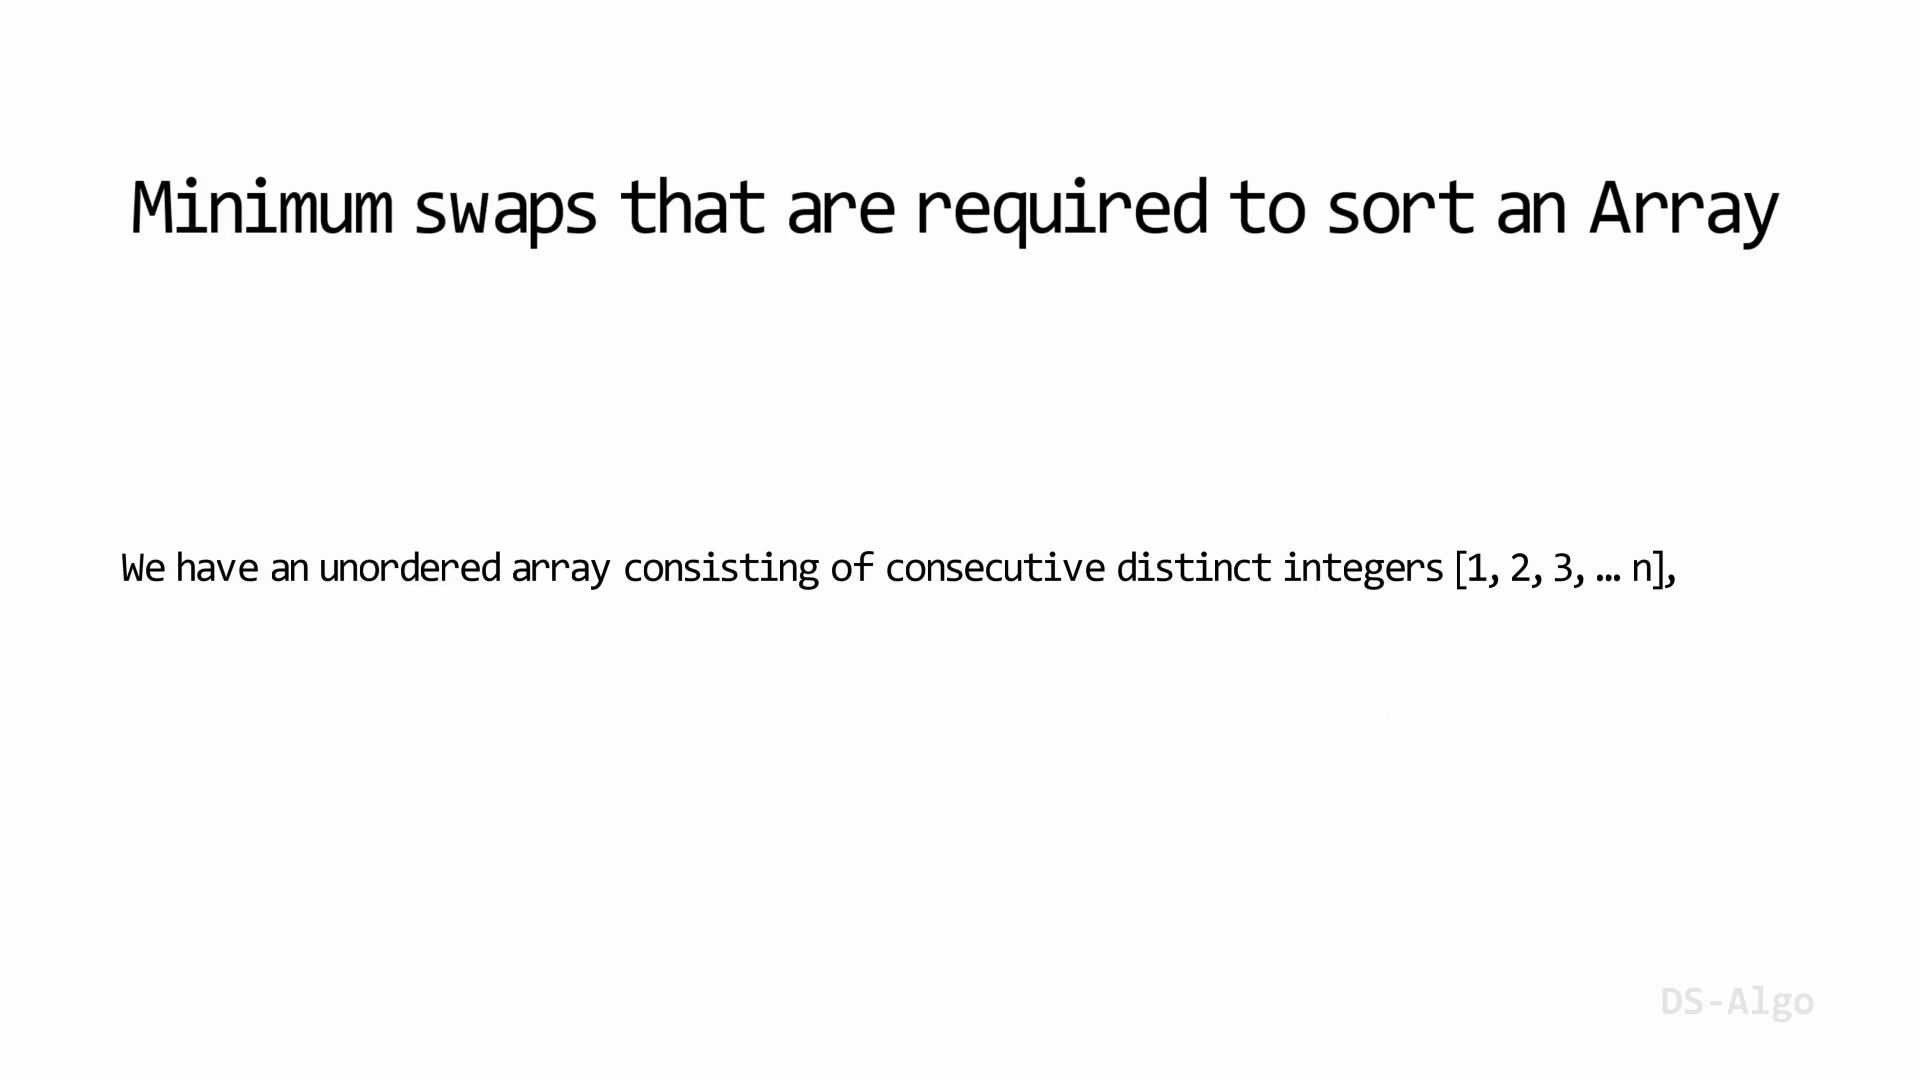 Minimum swaps that are required to sort an Array
We have an unordered array consisting of consecutive distinct integers [1, 2, 3, … n],
DS-Algo